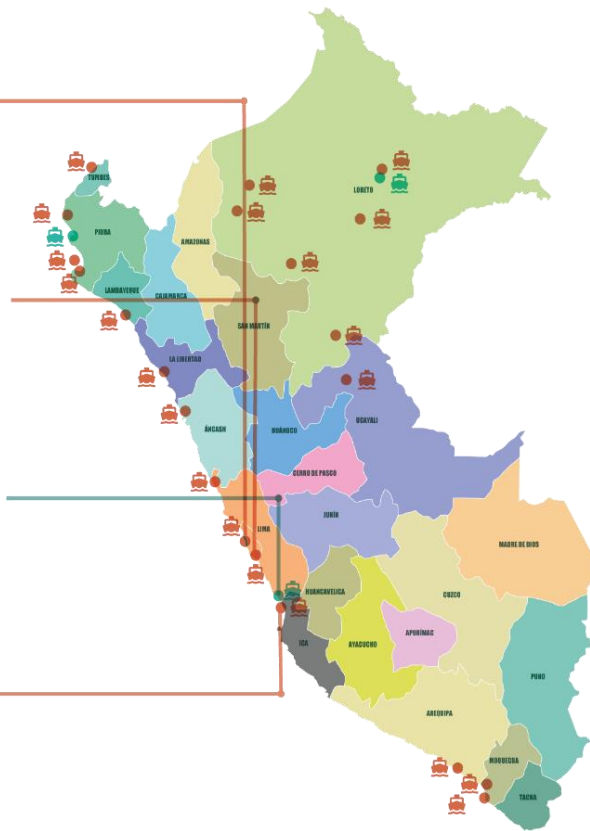 TUMBES
LORETO
PIURA
AMAZONAS
LAMBAYEQUE
CAJAMARCA
SAN MARTÍN
LA LIBERTAD
UCAYALI
ÁNCASH
HUÁNUCO
CERRO DE PASCO
JUNÍN
LIMA
MADRE DE DIOS
HUANCAVELICA
CUZCO
APURÍMAC
ICA
AYACUCHO
PUNO
AREQUIPA
MOQUEGUA
TACNA